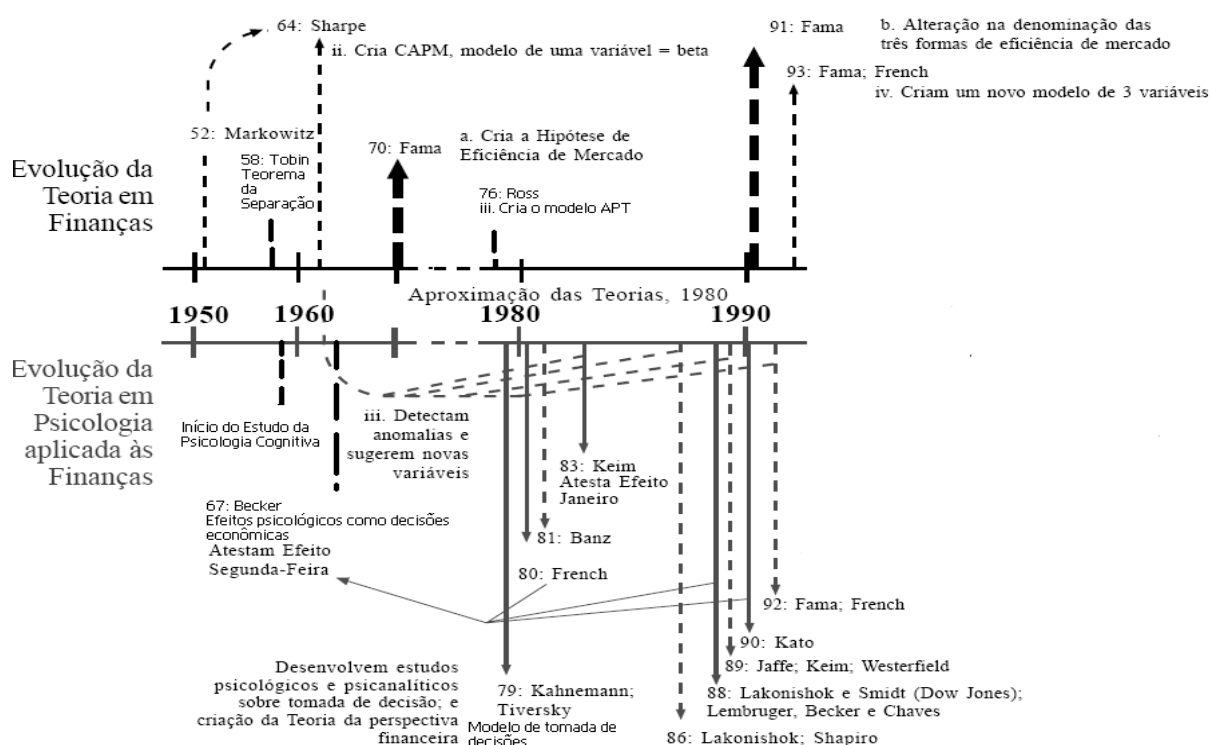 64: Sharpe
ii. Cria CAPM, modelo de uma variável = beta
91: Fama
b. Alteração na denominação das
três formas de eficiência de mercado
93: Fama; French
iv. Criam um novo modelo de 3 variáveis
52: Markowitz
58: Tobin
Teorema
da
Separação
70: Fama
a. Cria a Hipótese de
Eficiência de Mercado
76: Ross
iii. Cria o modelo APT
Evolução da
Teoria em
Finanças
Aproximação das Teorias, 1980
1950
1960
1980
1990
Evolução da
Teoria em
Psicologia
aplicada às
Finanças
Início do Estudo da
Psicologia Cognitiva
iii. Detectam
anomalias e
sugerem novas
variáveis
83: Keim
Atesta Efeito
Janeiro
67: Becker
Efeitos psicológicos como decisões
econômicas
Atestam Efeito
Segunda-Feira
81: Banz
80: French
92: Fama; French
90: Kato
89: Jaffe; Keim; Westerfield
88: Lakonishok e Smidt (Dow Jones);
Lembruger, Becker e Chaves
86: Lakonishok; Shapiro
Desenvolvem estudos
psicológicos e psicanalíticos
sobre tomada de decisão; e
criação da Teoria da perspectiva
financeira
79: Kahnemann;
Tiversky
Modelo de tomada de
decisões